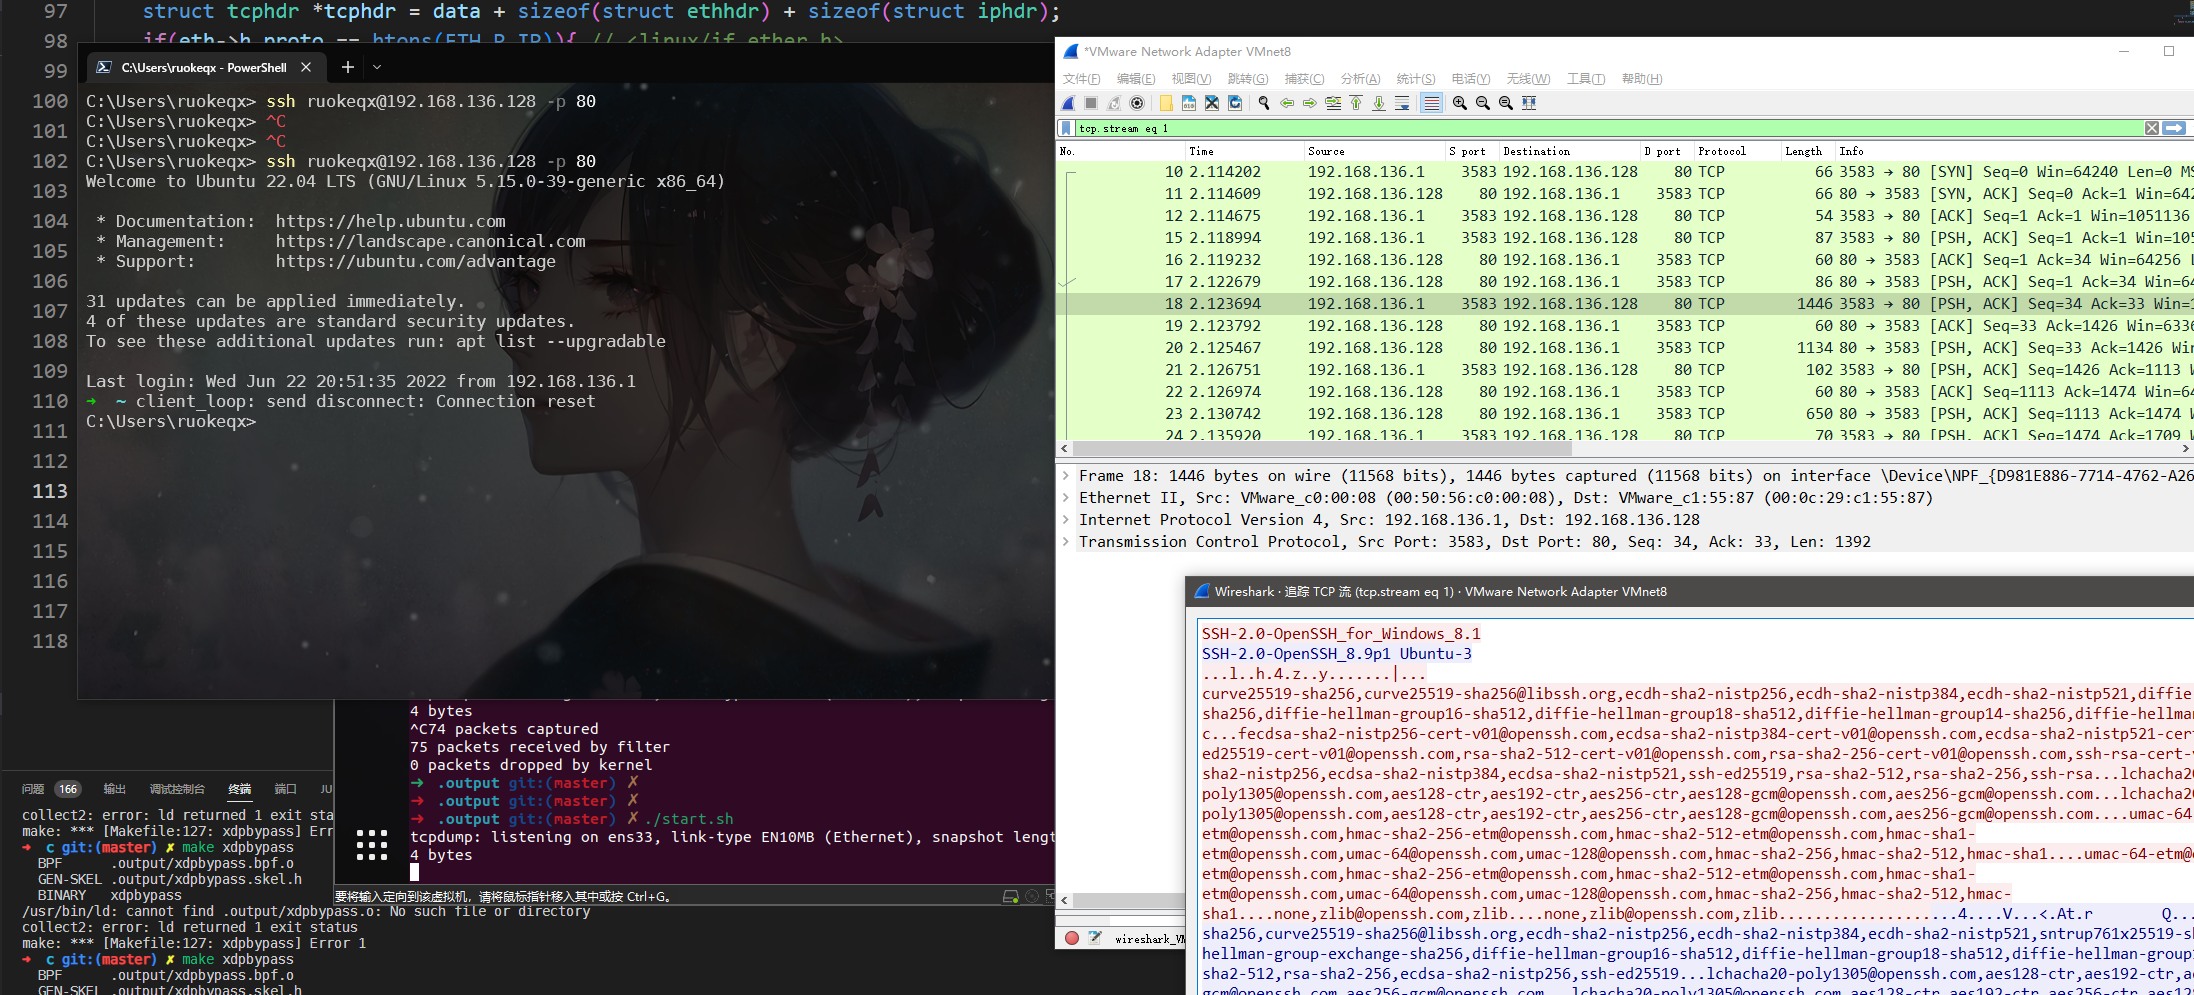 97 struct tcphdr *tcphdr = data + sizeof(struct ethhdr) + sizeof(struct iphdr);
98 if(eth->h_proto == htons(ETH_P_IP)){ // <linux/if_ether.h>
99
100
101
102
103
104
105
106
107
108
109
110
111
112
113
114
115
116
117
118
C:\Users\ruokeqx - PowerShell
C:\Users\ruokeqx> ssh ruokeqx@192.168.136.128 -p 80
C:\Users\ruokeqx> ^C
C:\Users\ruokeqx> ^C
C:\Users\ruokeqx> ssh ruokeqx@192.168.136.128 -p 80
Welcome to Ubuntu 22.04 LTS (GNU/Linux 5.15.0-39-generic x86_64)
* Documentation: https://help.ubuntu.com
* Management: https://landscape.canonical.com
* Support: https://ubuntu.com/advantage
31 updates can be applied immediately.
4 of these updates are standard security updates.
To see these additional updates run: apt list --upgradable
Last login: Wed Jun 22 20:51:35 2022 from 192.168.136.1
➜ ~ client_loop: send disconnect: Connection reset
C:\Users\ruokeqx>
4 bytes
^C74 packets captured
75 packets received by filter
0 packets dropped by kernel
➜ .output git:(master) ✗
➜ .output git:(master) ✗
➜ .output git:(master) ✗ ./start.sh
tcpdump: listening on ens33, link-type EN10MB (Ethernet), snapshot lengt
4 bytes
要将输入定向到该虚拟机，请将鼠标指针移入其中或按 Ctrl+G。
问题 166 输出 调试控制台 终端 端口 JU
collect2: error: ld returned 1 exit sta
make: *** [Makefile:127: xdpbypass] Err
➜ c git:(master) ✗ make xdpbypass
BPF .output/xdpbypass.bpf.o
GEN-SKEL .output/xdpbypass.skel.h
BINARY xdpbypass
/usr/bin/ld: cannot find .output/xdpbypass.o: No such file or directory
collect2: error: ld returned 1 exit status
make: *** [Makefile:127: xdpbypass] Error 1
➜ c git:(master) ✗ make xdpbypass
BPF .output/xdpbypass.bpf.o
GEN-SKEL .output/xdpbypass.skel.h
*VMware Network Adapter VMnet8
文件(F) 编辑(E) 视图(V) 跳转(G) 捕获(C) 分析(A) 统计(S) 电话(Y) 无线(W) 工具(T) 帮助(H)
tcp.stream eq 1
No. Time Source S port Destination D port Protocol Length Info
10 2.114202 192.168.136.1 3583 192.168.136.128 80 TCP 66 3583 → 80 [SYN] Seq=0 Win=64240 Len=0 MS
11 2.114609 192.168.136.128 80 192.168.136.1 3583 TCP 66 80 → 3583 [SYN, ACK] Seq=0 Ack=1 Win=642
12 2.114675 192.168.136.1 3583 192.168.136.128 80 TCP 54 3583 → 80 [ACK] Seq=1 Ack=1 Win=1051136
15 2.118994 192.168.136.1 3583 192.168.136.128 80 TCP 87 3583 → 80 [PSH, ACK] Seq=1 Ack=1 Win=105
16 2.119232 192.168.136.128 80 192.168.136.1 3583 TCP 60 80 → 3583 [ACK] Seq=1 Ack=34 Win=64256 L
17 2.122679 192.168.136.128 80 192.168.136.1 3583 TCP 86 80 → 3583 [PSH, ACK] Seq=1 Ack=34 Win=64
18 2.123694 192.168.136.1 3583 192.168.136.128 80 TCP 1446 3583 → 80 [PSH, ACK] Seq=34 Ack=33 Win=1
19 2.123792 192.168.136.128 80 192.168.136.1 3583 TCP 60 80 → 3583 [ACK] Seq=33 Ack=1426 Win=6336
20 2.125467 192.168.136.128 80 192.168.136.1 3583 TCP 1134 80 → 3583 [PSH, ACK] Seq=33 Ack=1426 Win
21 2.126751 192.168.136.1 3583 192.168.136.128 80 TCP 102 3583 → 80 [PSH, ACK] Seq=1426 Ack=1113 W
22 2.126974 192.168.136.128 80 192.168.136.1 3583 TCP 60 80 → 3583 [ACK] Seq=1113 Ack=1474 Win=64
23 2.130742 192.168.136.128 80 192.168.136.1 3583 TCP 650 80 → 3583 [PSH, ACK] Seq=1113 Ack=1474 W
24 2.135920 192.168.136.1 3583 192.168.136.128 80 TCP 70 3583 → 80 [PSH, ACK] Seq=1474 Ack=1709 W
Frame 18: 1446 bytes on wire (11568 bits), 1446 bytes captured (11568 bits) on interface \Device\NPF_{D981E886-7714-4762-A26
Ethernet II, Src: VMware_c0:00:08 (00:50:56:c0:00:08), Dst: VMware_c1:55:87 (00:0c:29:c1:55:87)
Internet Protocol Version 4, Src: 192.168.136.1, Dst: 192.168.136.128
Transmission Control Protocol, Src Port: 3583, Dst Port: 80, Seq: 34, Ack: 33, Len: 1392
wireshark_VM
Wireshark · 追踪 TCP 流 (tcp.stream eq 1) · VMware Network Adapter VMnet8
SSH-2.0-OpenSSH_for_Windows_8.1
SSH-2.0-OpenSSH_8.9p1 Ubuntu-3
...l..h.4.z..y.......|...
curve25519-sha256,curve25519-sha256@libssh.org,ecdh-sha2-nistp256,ecdh-sha2-nistp384,ecdh-sha2-nistp521,diffie
sha256,diffie-hellman-group16-sha512,diffie-hellman-group18-sha512,diffie-hellman-group14-sha256,diffie-hellman
c...fecdsa-sha2-nistp256-cert-v01@openssh.com,ecdsa-sha2-nistp384-cert-v01@openssh.com,ecdsa-sha2-nistp521-cer
ed25519-cert-v01@openssh.com,rsa-sha2-512-cert-v01@openssh.com,rsa-sha2-256-cert-v01@openssh.com,ssh-rsa-cert-v
sha2-nistp256,ecdsa-sha2-nistp384,ecdsa-sha2-nistp521,ssh-ed25519,rsa-sha2-512,rsa-sha2-256,ssh-rsa...lchacha20
poly1305@openssh.com,aes128-ctr,aes192-ctr,aes256-ctr,aes128-gcm@openssh.com,aes256-gcm@openssh.com...lchacha20-
poly1305@openssh.com,aes128-ctr,aes192-ctr,aes256-ctr,aes128-gcm@openssh.com,aes256-gcm@openssh.com....umac-64
etm@openssh.com,hmac-sha2-256-etm@openssh.com,hmac-sha2-512-etm@openssh.com,hmac-sha1-
etm@openssh.com,umac-64@openssh.com,umac-128@openssh.com,hmac-sha2-256,hmac-sha2-512,hmac-sha1....umac-64-etm@
etm@openssh.com,hmac-sha2-256-etm@openssh.com,hmac-sha2-512-etm@openssh.com,hmac-sha1-
etm@openssh.com,umac-64@openssh.com,umac-128@openssh.com,hmac-sha2-256,hmac-sha2-512,hmac-
sha1....none,zlib@openssh.com,zlib....none,zlib@openssh.com,zlib....................4....V...<.At.r Q...
sha256,curve25519-sha256@libssh.org,ecdh-sha2-nistp256,ecdh-sha2-nistp384,ecdh-sha2-nistp521,sntrup761x25519-s
hellman-group-exchange-sha256,diffie-hellman-group16-sha512,diffie-hellman-group18-sha512,diffie-hellman-group
sha2-512,rsa-sha2-256,ecdsa-sha2-nistp256,ssh-ed25519...lchacha20-poly1305@openssh.com,aes128-ctr,aes192-ctr,a
gcm@openssh.com,aes256-gcm@openssh.com...lchacha20-poly1305@openssh.com,aes128-ctr,aes192-ctr,aes256-ctr,aes12